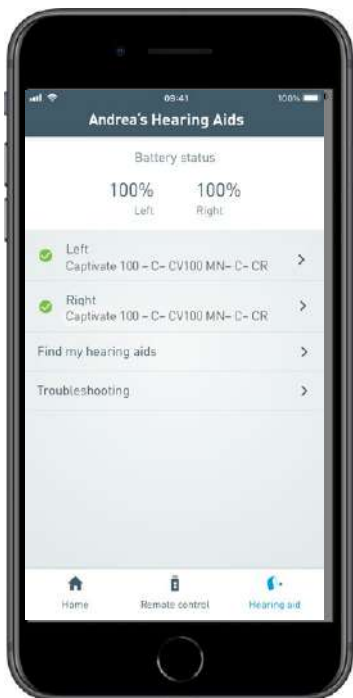 09:41
100%
Andrea's Hearing Aids
Battery status
100% 100%
Left Right
Left
Captivate 100 – C– CV100 MN– C– CR
Right
Captivate 100 – C– CV100 MN– C– CR
Find my hearing aids
Troubleshooting
Home Remote control Hearing aid